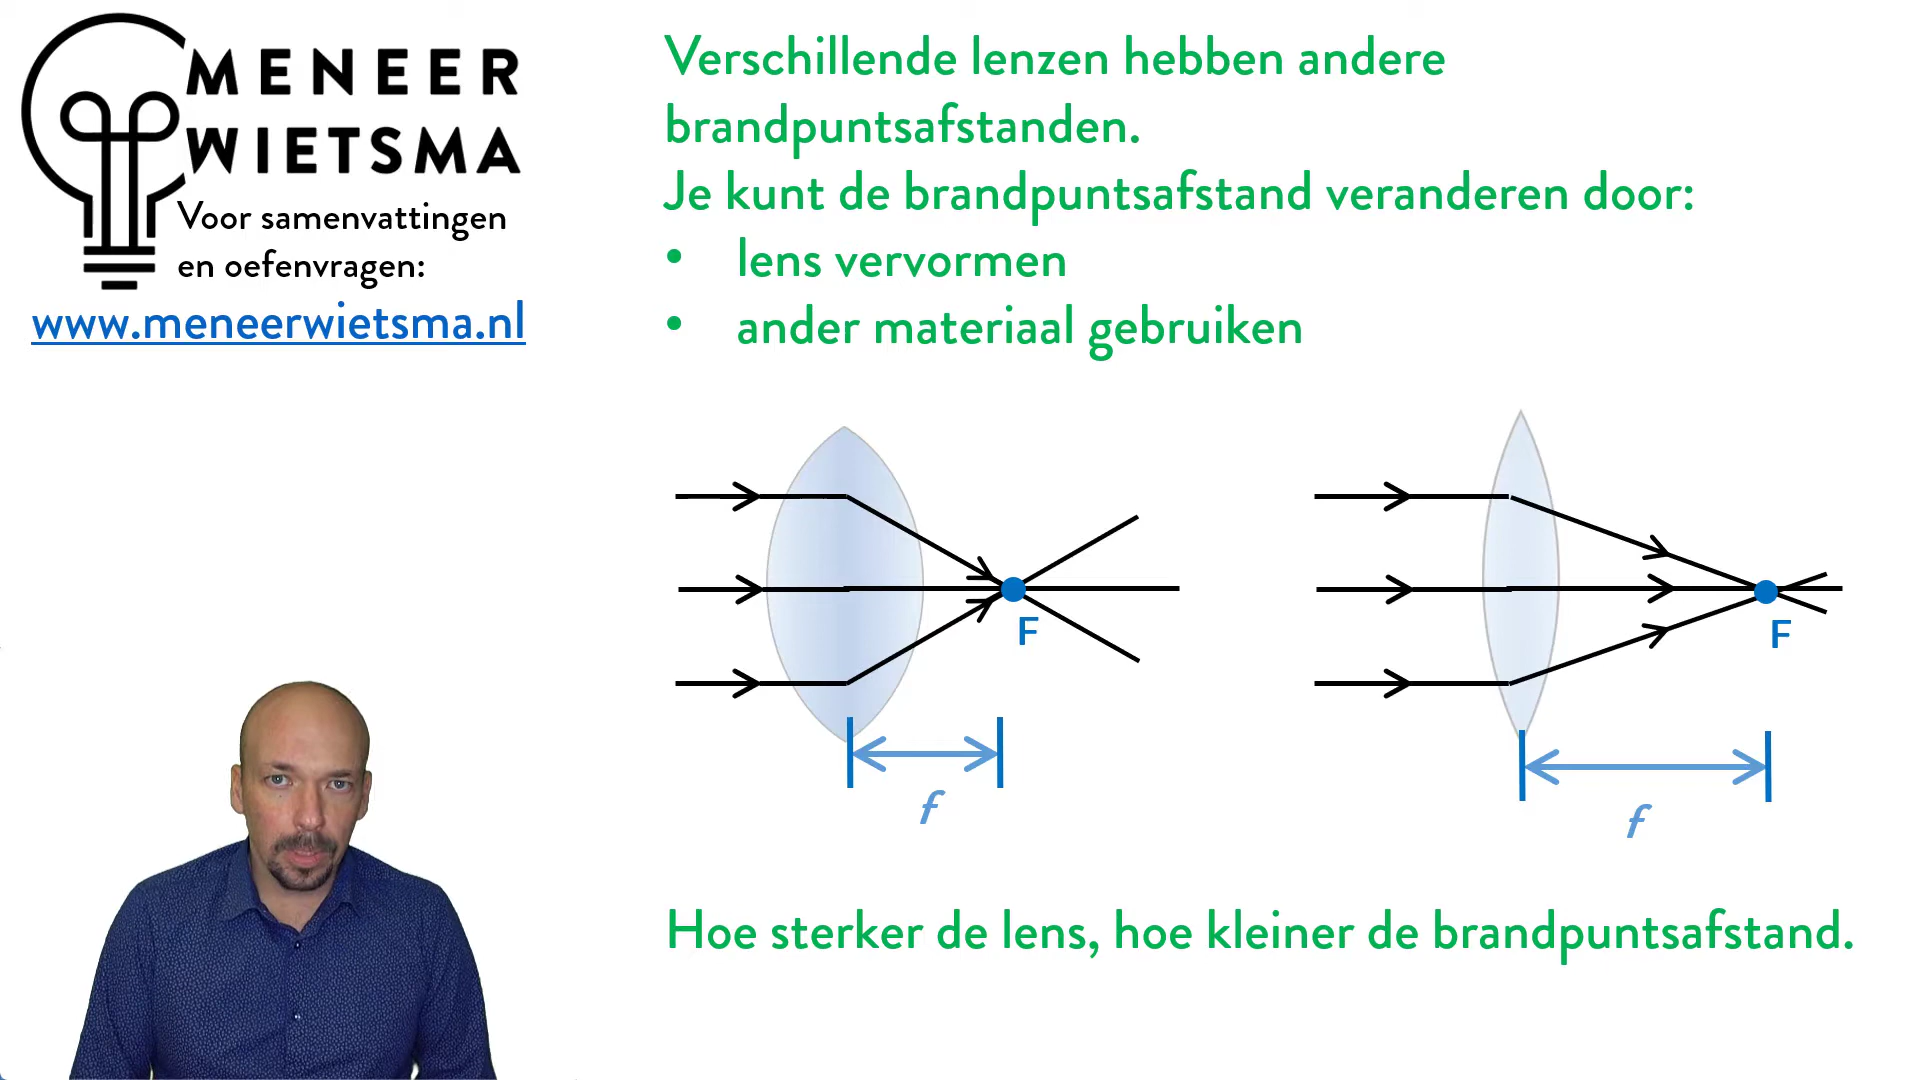 MENEER
WIETSMA
Voor samenvattingen
en oefenvragen:
www.meneerwietsma.nl
Verschillende lenzen hebben andere
brandpuntsafstanden.
Je kunt de brandpuntsafstand veranderen door:
• lens vervormen
• ander materiaal gebruiken
F
f
F
f
Hoe sterker de lens, hoe kleiner de brandpuntsafstand.